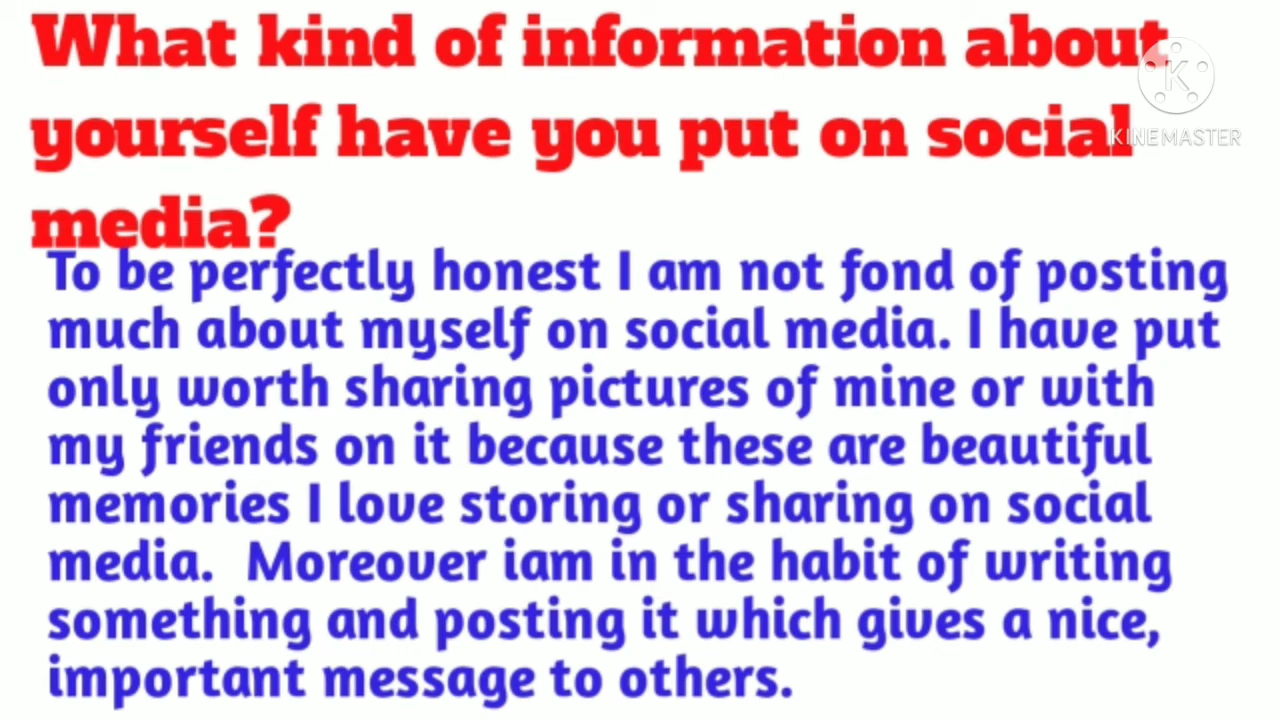 What kind of information about
yourself have you put on social
media?
KINEMASTER
To be perfectly honest I am not fond of posting
much about myself on social media. I have put
only worth sharing pictures of mine or with
my friends on it because these are beautiful
memories I love storing or sharing on social
media.  Moreover iam in the habit of writing
something and posting it which gives a nice,
important message to others.